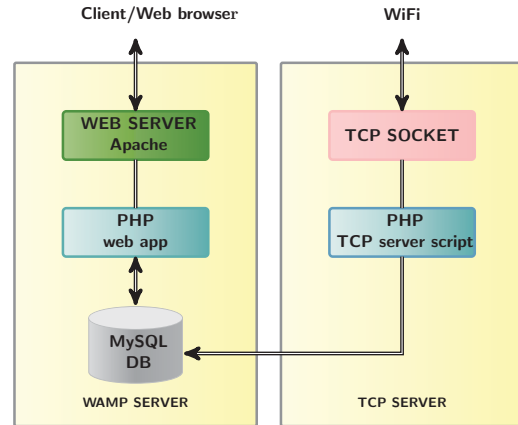 Client/Web browser
WiFi
WEB SERVER
Apache
TCP SOCKET
PHP
web app
PHP
TCP server script
MySQL
DB
WAMP SERVER
TCP SERVER